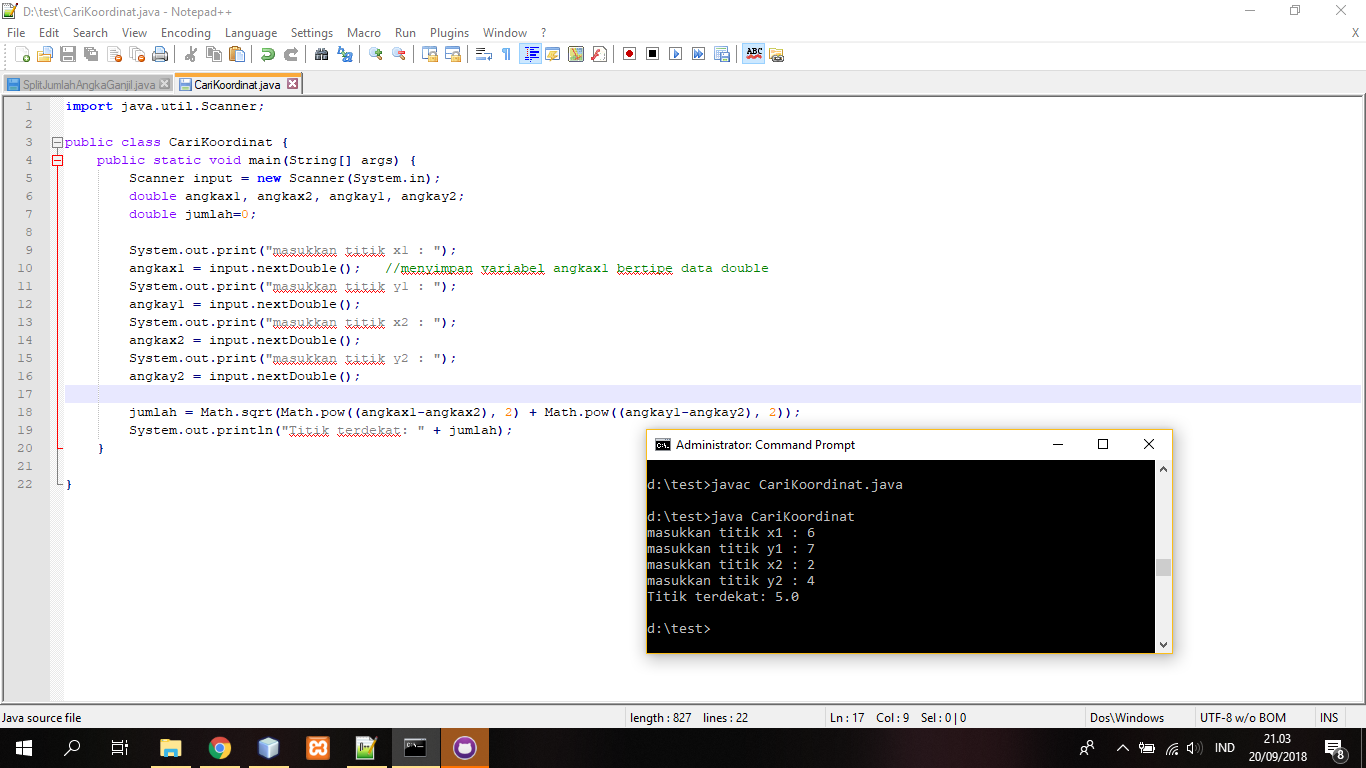 D:\test\CariKoordinat.java - Notepad++
File Edit Search View Encoding Language Settings Macro Run Plugins Window ? X
ABC
SplitJumlahAngkaGanjil.java CariKoordinat.java
1 import java.util.Scanner;
2
3 public class CariKoordinat {
4 public static void main(String[] args) {
5 Scanner input = new Scanner(System.in);
6 double angkax1, angkax2, angkay1, angkay2;
7 double jumlah=0;
8
9 System.out.print("masukkan titik x1 : ");
10 angkax1 = input.nextDouble(); //menyimpan variabel angkax1 bertipe data double
11 System.out.print("masukkan titik y1 : ");
12 angkay1 = input.nextDouble();
13 System.out.print("masukkan titik x2 : ");
14 angkax2 = input.nextDouble();
15 System.out.print("masukkan titik y2 : ");
16 angkay2 = input.nextDouble();
17
18 jumlah = Math.sqrt(Math.pow((angkax1-angkax2), 2) + Math.pow((angkay1-angkay2), 2));
19 System.out.println("Titik terdekat: " + jumlah);
20 }
21
22 }
Administrator: Command Prompt
d:\test>javac CariKoordinat.java
d:\test>java CariKoordinat
masukkan titik x1 : 6
masukkan titik y1 : 7
masukkan titik x2 : 2
masukkan titik y2 : 4
Titik terdekat: 5.0
d:\test>
Java source file length : 827 lines : 22 Ln : 17 Col : 9 Sel : 0 | 0 Dos\Windows UTF-8 w/o BOM INS
IND 21.03
20/09/2018 8